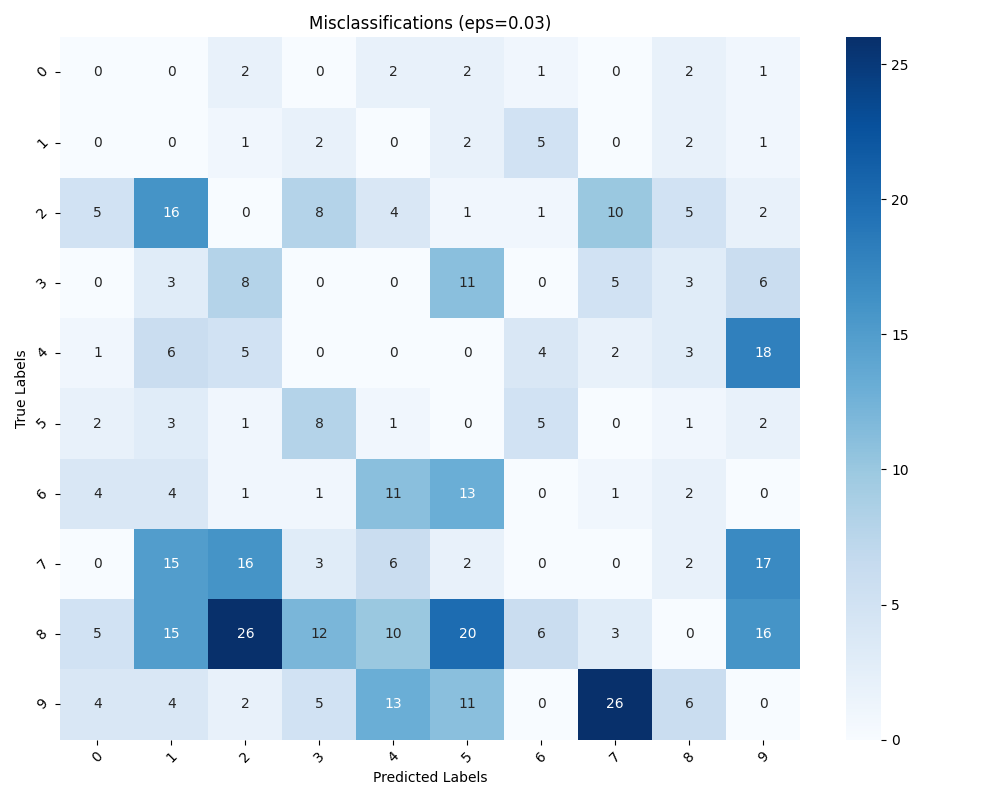 Misclassifications (eps=0.03)
True Labels
0 0 0 2 0 2 2 1 0 2 1
1 0 0 1 2 0 2 5 0 2 1
2 5 16 0 8 4 1 1 10 5 2
3 0 3 8 0 0 11 0 5 3 6
4 1 6 5 0 0 0 4 2 3 18
5 2 3 1 8 1 0 5 0 1 2
6 4 4 1 1 11 13 0 1 2 0
7 0 15 16 3 6 2 0 0 2 17
8 5 15 26 12 10 20 6 3 0 16
9 4 4 2 5 13 11 0 26 6 0
0 1 2 3 4 5 6 7 8 9
Predicted Labels
25
20
15
10
5
0